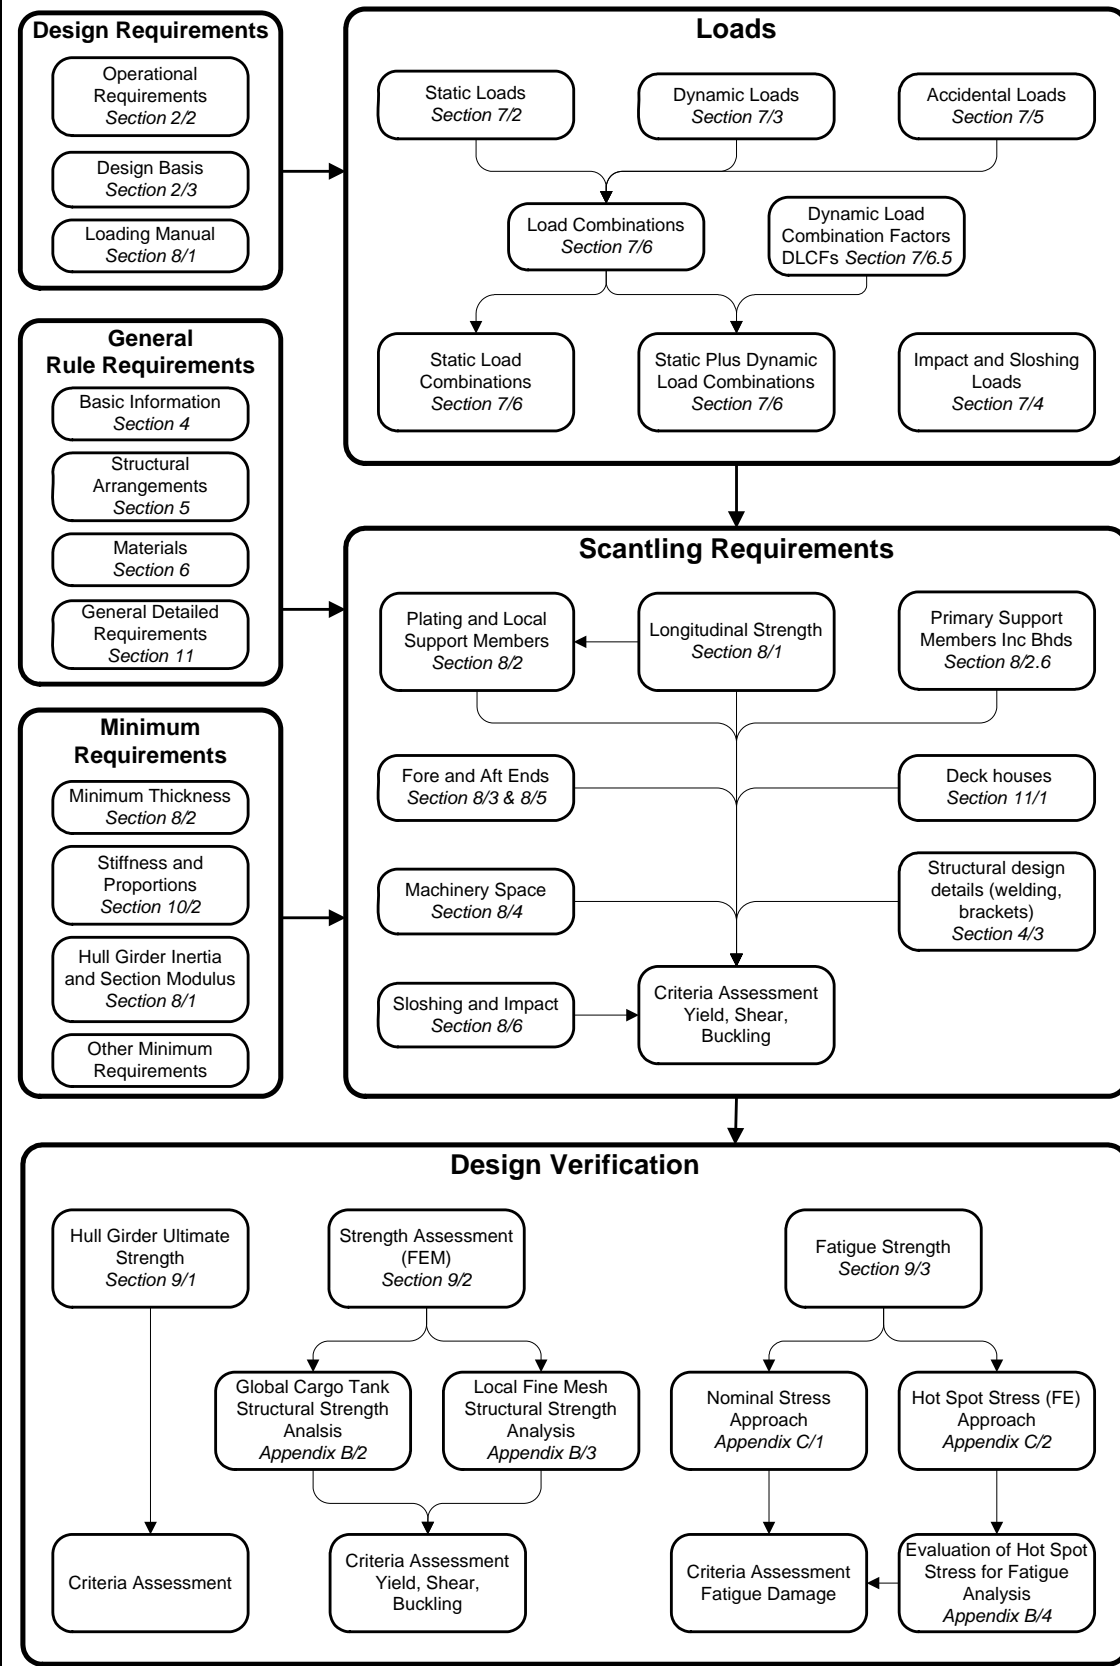 Design Requirements
Operational
Requirements
Section 2/2
Design Basis
Section 2/3
Loading Manual
Section 8/1
General
Rule Requirements
Basic Information
Section 4
Structural
Arrangements
Section 5
Materials
Section 6
General Detailed
Requirements
Section 11
Minimum
Requirements
Minimum Thickness
Section 8/2
Stiffness and
Proportions
Section 10/2
Hull Girder Inertia
and Section Modulus
Section 8/1
Other Minimum
Requirements
Loads
Static Loads
Section 7/2
Dynamic Loads
Section 7/3
Accidental Loads
Section 7/5
Load Combinations
Section 7/6
Dynamic Load
Combination Factors
DLCFs Section 7/6.5
Static Load
Combinations
Section 7/6
Static Plus Dynamic
Load Combinations
Section 7/6
Impact and Sloshing
Loads
Section 7/4
Scantling Requirements
Plating and Local
Support Members
Section 8/2
Longitudinal Strength
Section 8/1
Primary Support
Members Inc Bhds
Section 8/2.6
Fore and Aft Ends
Section 8/3 & 8/5
Deck houses
Section 11/1
Machinery Space
Section 8/4
Structural design
details (welding,
brackets)
Section 4/3
Sloshing and Impact
Section 8/6
Criteria Assessment
Yield, Shear,
Buckling
Design Verification
Hull Girder Ultimate
Strength
Section 9/1
Strength Assessment
(FEM)
Section 9/2
Fatigue Strength
Section 9/3
Global Cargo Tank
Structural Strength
Analsis
Appendix B/2
Local Fine Mesh
Structural Strength
Analysis
Appendix B/3
Nominal Stress
Approach
Appendix C/1
Hot Spot Stress (FE)
Approach
Appendix C/2
Criteria Assessment
Criteria Assessment
Yield, Shear,
Buckling
Criteria Assessment
Fatigue Damage
Evaluation of Hot Spot
Stress for Fatigue
Analysis
Appendix B/4